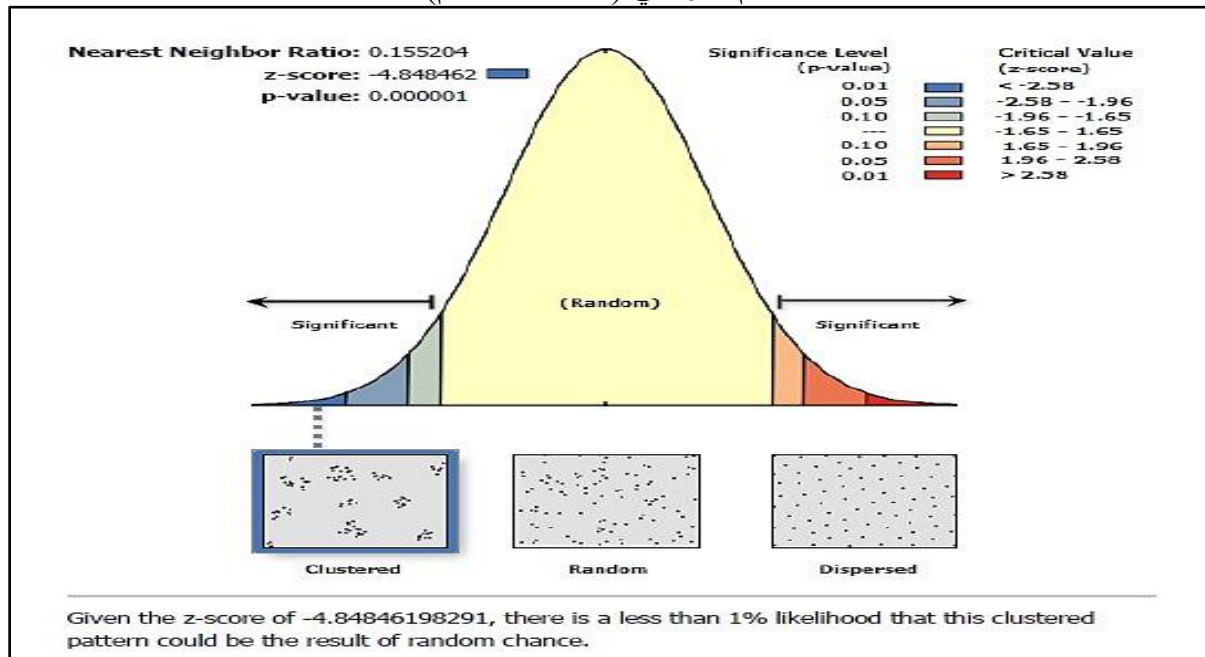 Nearest Neighbor Ratio: 0.155204
z-score: -4.848462
p-value: 0.000001
Significance Level (p-value)
Critical Value (z-score)
0.01 < -2.58
0.05 -2.58 – -1.96
0.10 -1.96 – -1.65
--- -1.65 – 1.65
0.10 1.65 – 1.96
0.05 1.96 – 2.58
0.01 > 2.58
Significant
(Random)
Significant
Clustered
Random
Dispersed
Given the z-score of -4.84846198291, there is a less than 1% likelihood that this clustered
pattern could be the result of random chance.